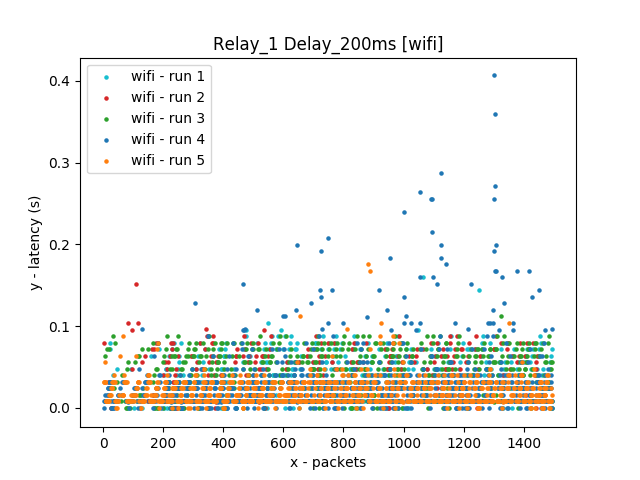 Relay_1 Delay_200ms [wifi]
wifi - run 1
wifi - run 2
wifi - run 3
wifi - run 4
wifi - run 5
y - latency (s)
0.4
0.3
0.2
0.1
0.0
0 200 400 600 800 1000 1200 1400
x - packets